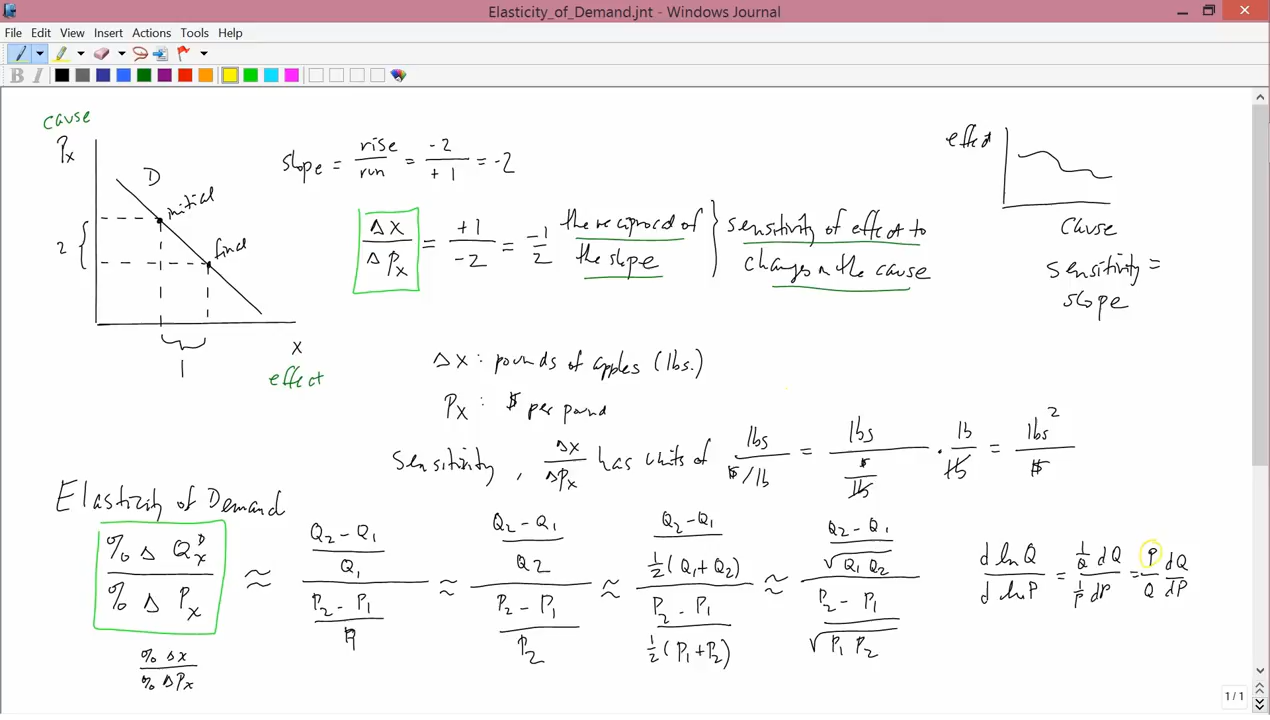 Elasticity_of_Demand.jnt - Windows Journal
File Edit View Insert Actions Tools Help
B I
cause
Px
D
initial
final
2
1
x
effect
slope = rise/run = -2/+1 = -2
Δx/ΔPx = +1/-2 = -1/2 the reciprocal of the slope } sensitivity of effect to changes in the cause
effect
cause
sensitivity =
slope
Δx : pounds of apples (lbs.)
Px : $ per pound
Sensitivity, Δx/ΔPx has units of lbs/($/lb) = lbs/($/lb) · lb/lb = lbs²/$
Elasticity of Demand
%ΔQxᴰ/%ΔPx ≈ ((Q2-Q1)/Q1)/((P2-P1)/P1) ≈ ((Q2-Q1)/Q2)/((P2-P1)/P2) ≈ ((Q2-Q1)/(½(Q1+Q2)))/((P2-P1)/(½(P1+P2))) ≈ ((Q2-Q1)/√(Q1Q2))/((P2-P1)/√(P1P2))
d ln Q/d ln P = (1/Q dQ)/(1/P dP) = P/Q dQ/dP
%Δx/%ΔPx
1/1